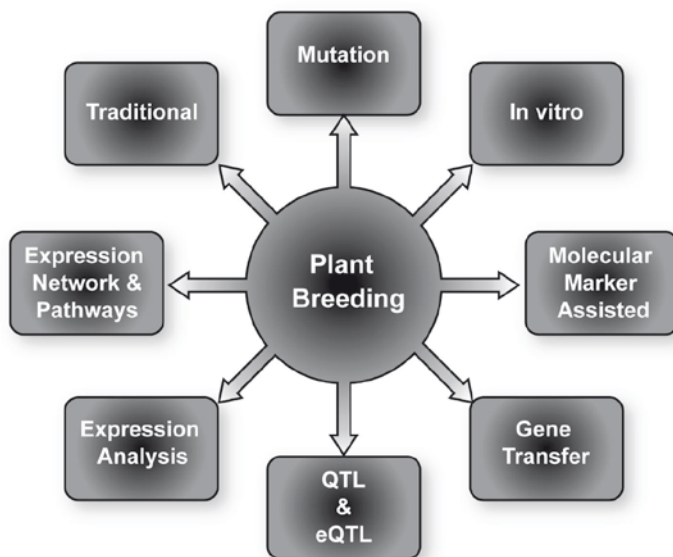 Mutation
Traditional
In vitro
Plant
Breeding
Expression
Network &
Pathways
Molecular
Marker
Assisted
Expression
Analysis
Gene
Transfer
QTL
&
eQTL